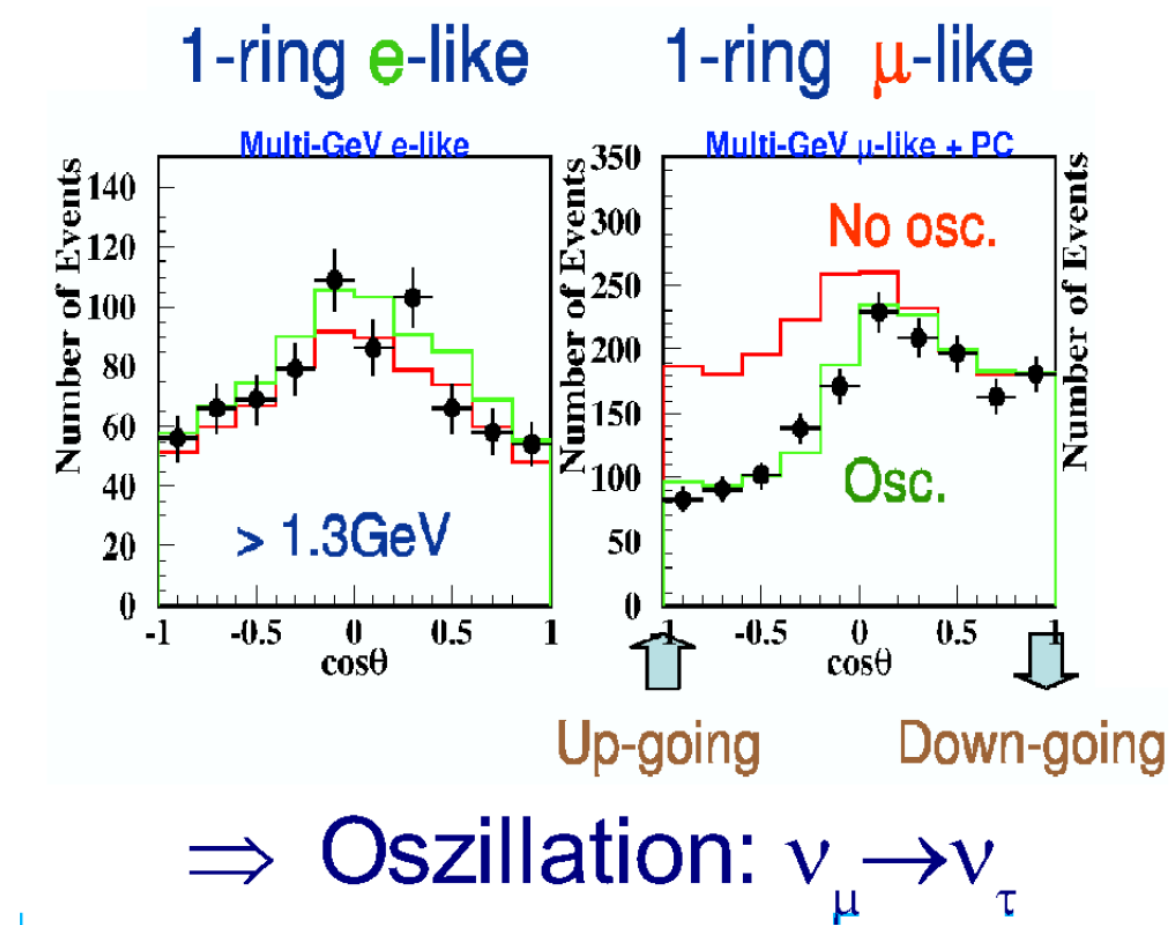 1-ring e-like
1-ring μ-like
Multi-GeV e-like
Number of Events
140
120
100
80
60
40
20
0
> 1.3GeV
-1 -0.5 0 0.5 1
cosθ
Multi-GeV μ-like + PC
Number of Events
350
300
250
200
150
100
50
0
No osc.
Osc.
-1 -0.5 0 0.5 1
cosθ
Number of Events
Up-going
Down-going
⇒ Oszillation: νμ→ντ